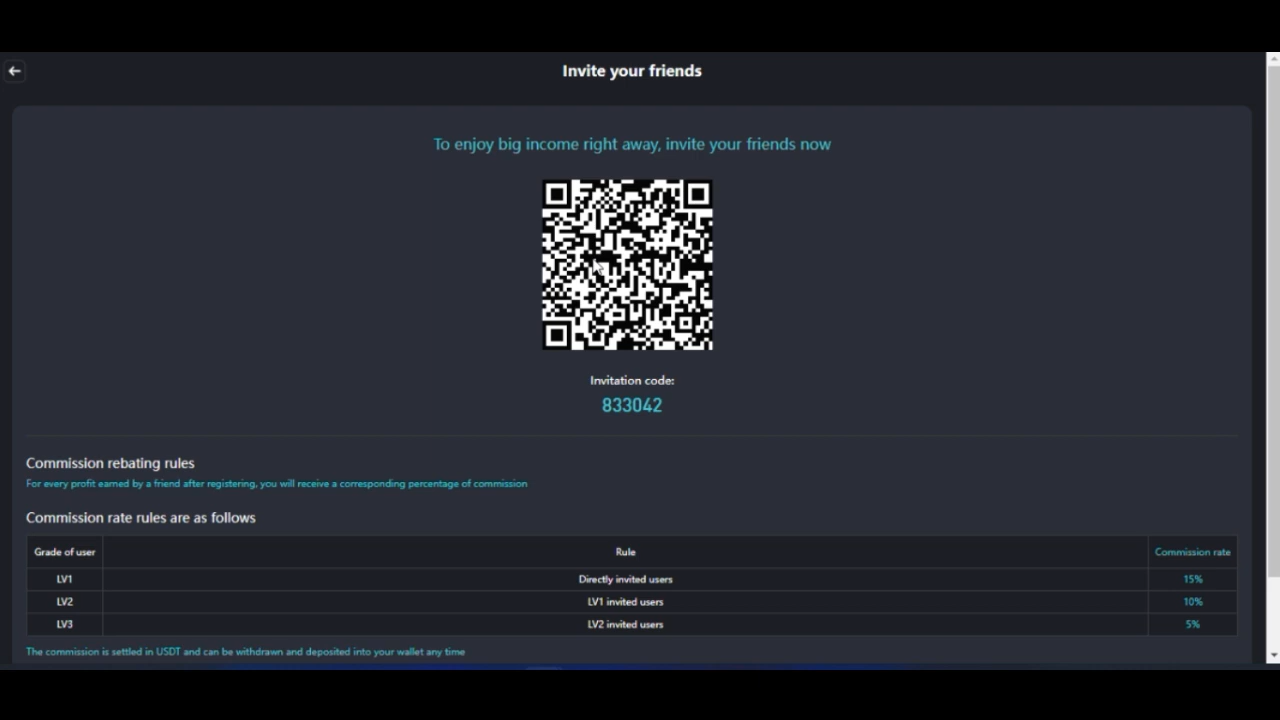 Invite your friends
To enjoy big income right away, invite your friends now
Invitation code:
833042
Commission rebating rules
For every profit earned by a friend after registering, you will receive a corresponding percentage of commission
Commission rate rules are as follows
Grade of user Rule Commission rate
LV1 Directly invited users 15%
LV2 LV1 invited users 10%
LV3 LV2 invited users 5%
The commission is settled in USDT and can be withdrawn and deposited into your wallet any time